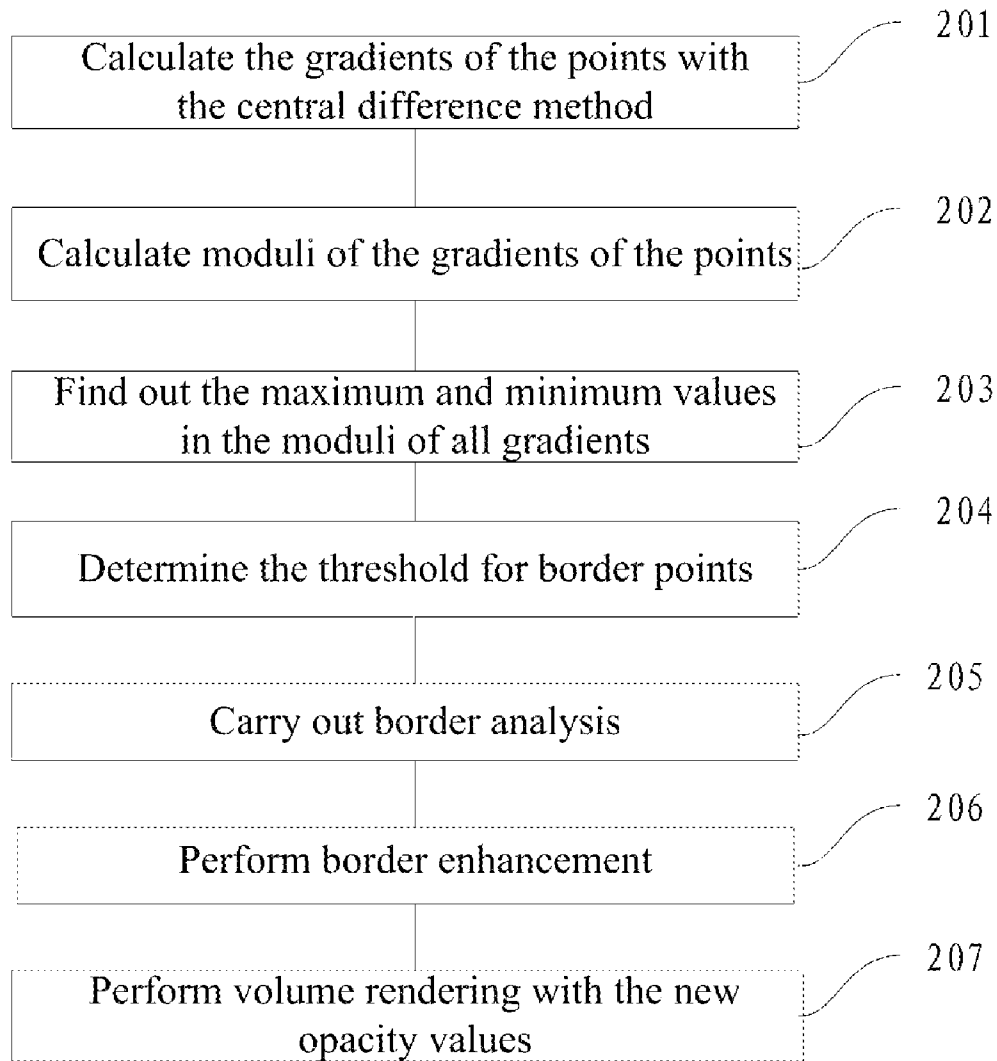 201
Calculate the gradients of the points with
the central difference method
202
Calculate moduli of the gradients of the points
203
Find out the maximum and minimum values
in the moduli of all gradients
204
Determine the threshold for border points
205
Carry out border analysis
206
Perform border enhancement
207
Perform volume rendering with the new
opacity values